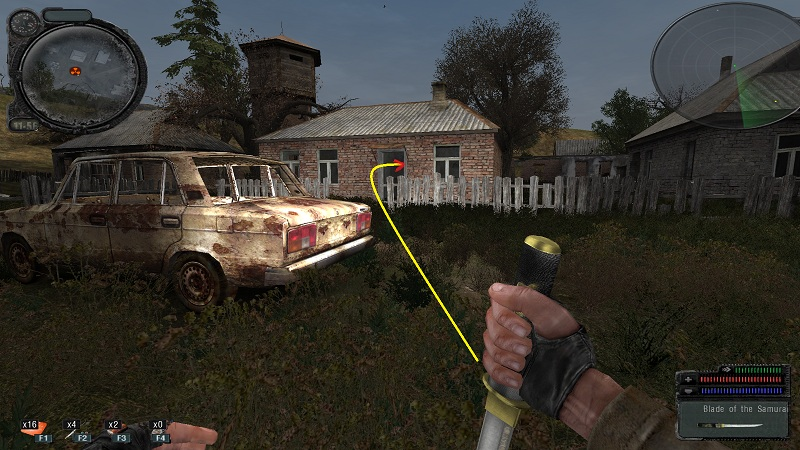 x16 x4 x2 x0
F1 F2 F3 F4
Blade of the Samurai